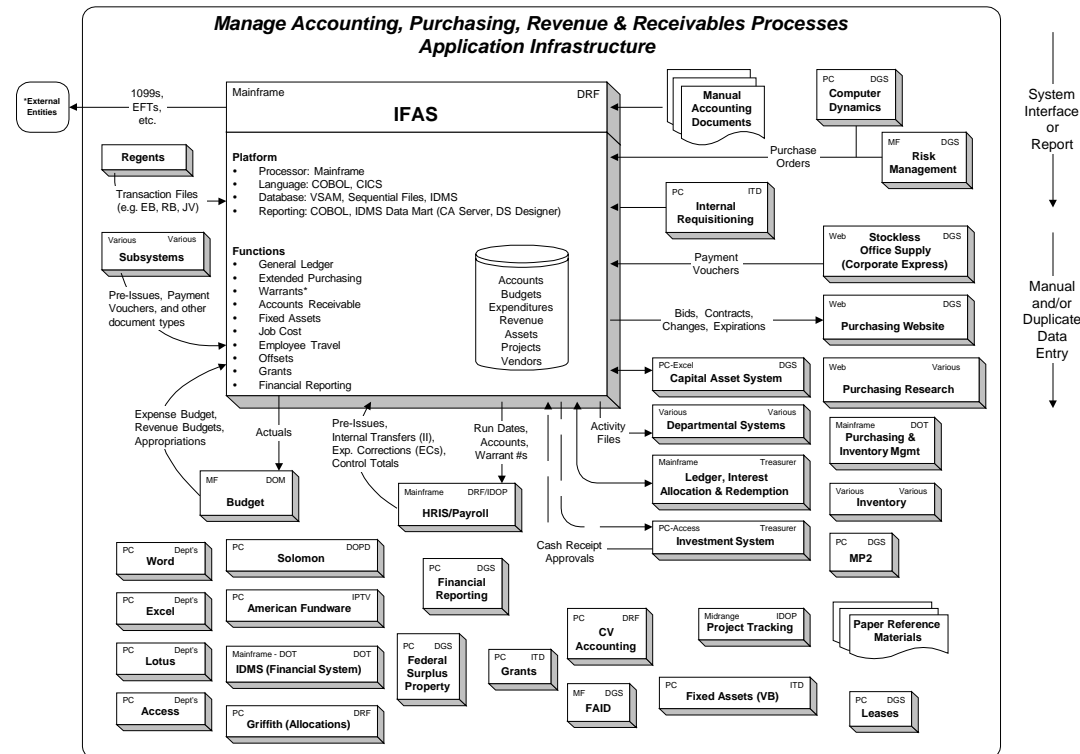 Manage Accounting, Purchasing, Revenue & Receivables Processes
Application Infrastructure
*External
Entities
1099s,
EFTs,
etc.
Mainframe
DRF
IFAS
Platform
• Processor: Mainframe
• Language: COBOL, CICS
• Database: VSAM, Sequential Files, IDMS
• Reporting: COBOL, IDMS Data Mart (CA Server, DS Designer)
Functions
• General Ledger
• Extended Purchasing
• Warrants*
• Accounts Receivable
• Fixed Assets
• Job Cost
• Employee Travel
• Offsets
• Grants
• Financial Reporting
Accounts
Budgets
Expenditures
Revenue
Assets
Projects
Vendors
Regents
Transaction Files
(e.g. EB, RB, JV)
Various
Various
Subsystems
Pre-Issues, Payment
Vouchers, and other
document types
Expense Budget,
Revenue Budgets,
Appropriations
Actuals
MF
DOM
Budget
Pre-Issues,
Internal Transfers (II),
Exp. Corrections (ECs),
Control Totals
Run Dates,
Accounts,
Warrant #s
Mainframe
DRF/IDOP
HRIS/Payroll
Manual
Accounting
Documents
PC
DGS
Computer
Dynamics
Purchase
Orders
MF
DGS
Risk
Management
PC
ITD
Internal
Requisitioning
Payment
Vouchers
Web
DGS
Stockless
Office Supply
(Corporate Express)
Bids, Contracts,
Changes, Expirations
Web
DGS
Purchasing Website
PC-Excel
DGS
Capital Asset System
Web
Various
Purchasing Research
Activity
Files
Various
Various
Departmental Systems
Mainframe
DOT
Purchasing &
Inventory Mgmt
Mainframe
Treasurer
Ledger, Interest
Allocation & Redemption
Various
Various
Inventory
Cash Receipt
Approvals
PC-Access
Treasurer
Investment System
PC
DGS
MP2
System
Interface
or
Report
Manual
and/or
Duplicate
Data
Entry
PC
Dept's
Word
PC
DOPD
Solomon
PC
DGS
Financial
Reporting
PC
Dept's
Excel
PC
IPTV
American Fundware
PC
Dept's
Lotus
Mainframe - DOT
DOT
IDMS (Financial System)
PC
DGS
Federal
Surplus
Property
PC
ITD
Grants
PC
DRF
CV
Accounting
Midrange
IDOP
Project Tracking
Paper Reference
Materials
PC
Dept's
Access
PC
DRF
Griffith (Allocations)
MF
DGS
FAID
PC
ITD
Fixed Assets (VB)
PC
DGS
Leases